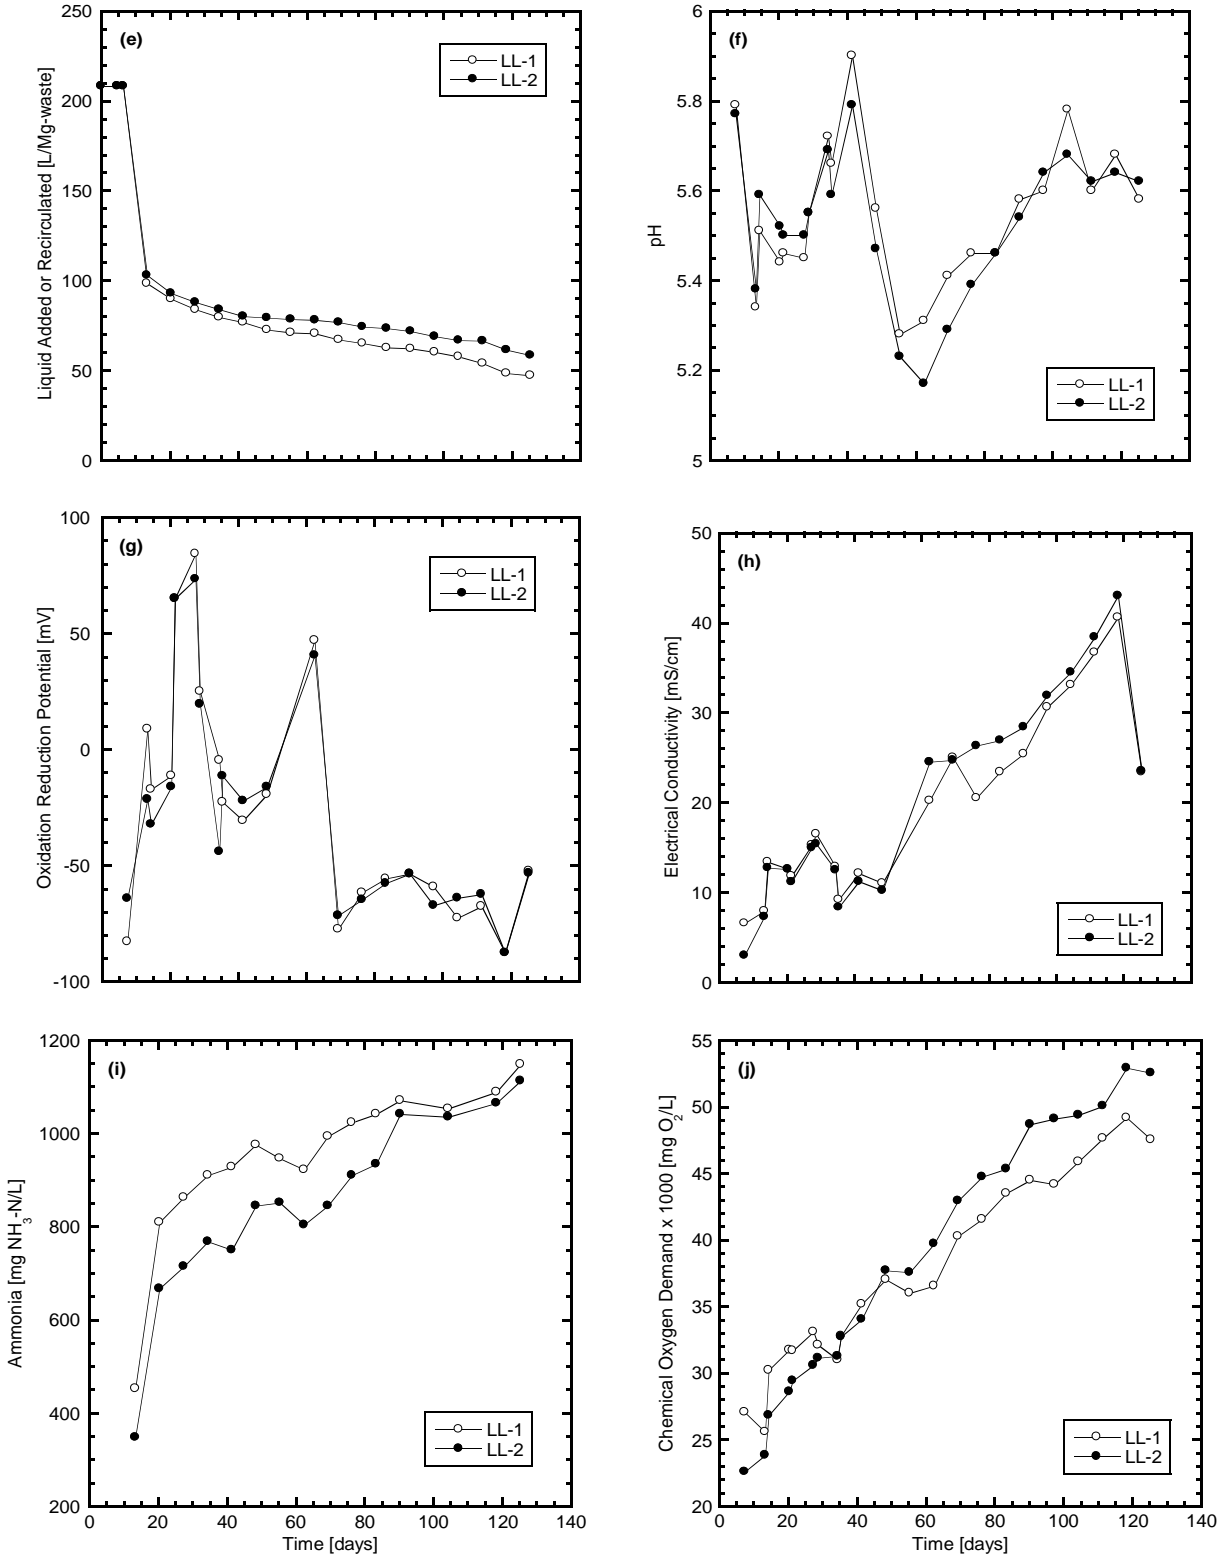 250
200
150
100
50
0
Liquid Added or Recirculated [L/Mg-waste]
(e)
LL-1
LL-2
6
5.8
5.6
5.4
5.2
5
pH
(f)
LL-1
LL-2
100
50
0
-50
-100
Oxidation Reduction Potential [mV]
(g)
LL-1
LL-2
50
40
30
20
10
0
Electrical Conductivity [mS/cm]
(h)
LL-1
LL-2
1200
1000
800
600
400
200
Ammonia [mg NH3-N/L]
(i)
LL-1
LL-2
0 20 40 60 80 100 120 140
Time [days]
55
50
45
40
35
30
25
20
Chemical Oxygen Demand x 1000 [mg O2/L]
(j)
LL-1
LL-2
0 20 40 60 80 100 120 140
Time [days]